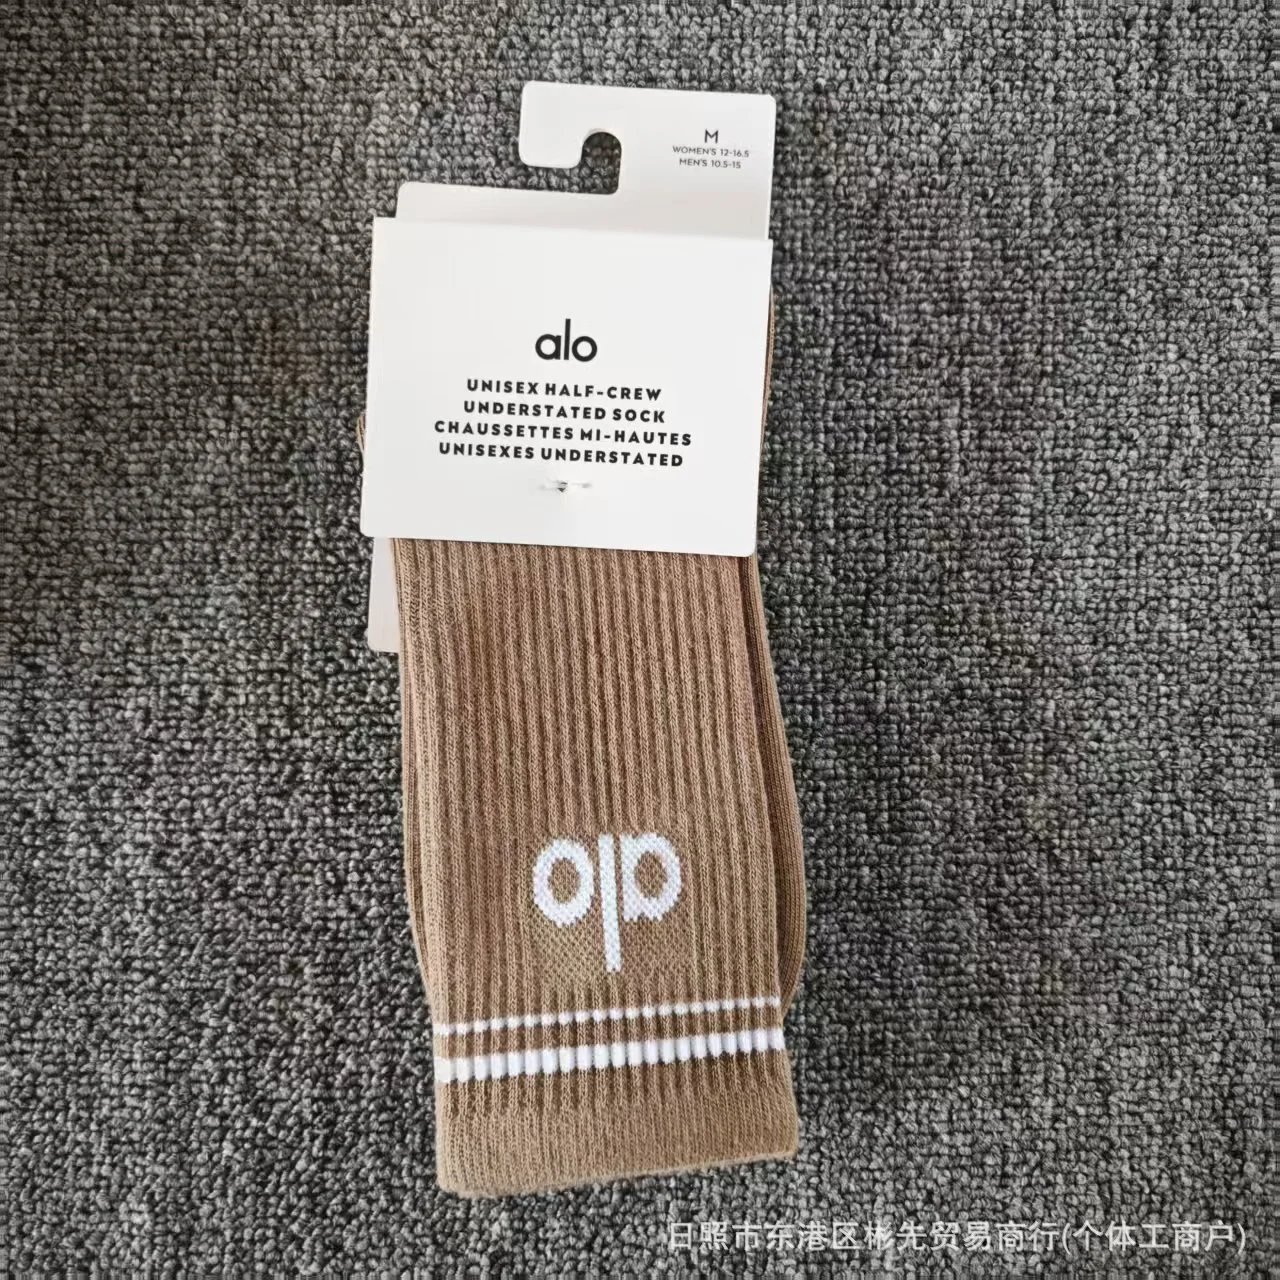 M
WOMEN'S 12-16.5
MEN'S 10.5-15
alo
UNISEX HALF-CREW
UNDERSTATED SOCK
CHAUSSETTES MI-HAUTES
UNISEXES UNDERSTATED
alo
日照市东港区彬先贸易商行(个体工商户)